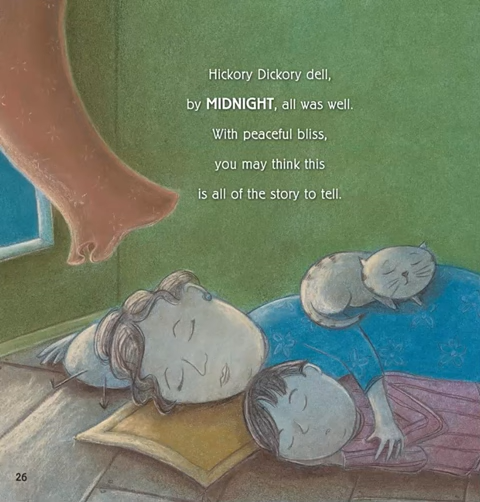 Hickory Dickory dell,
by MIDNIGHT, all was well.
With peaceful bliss,
you may think this
is all of the story to tell.
26